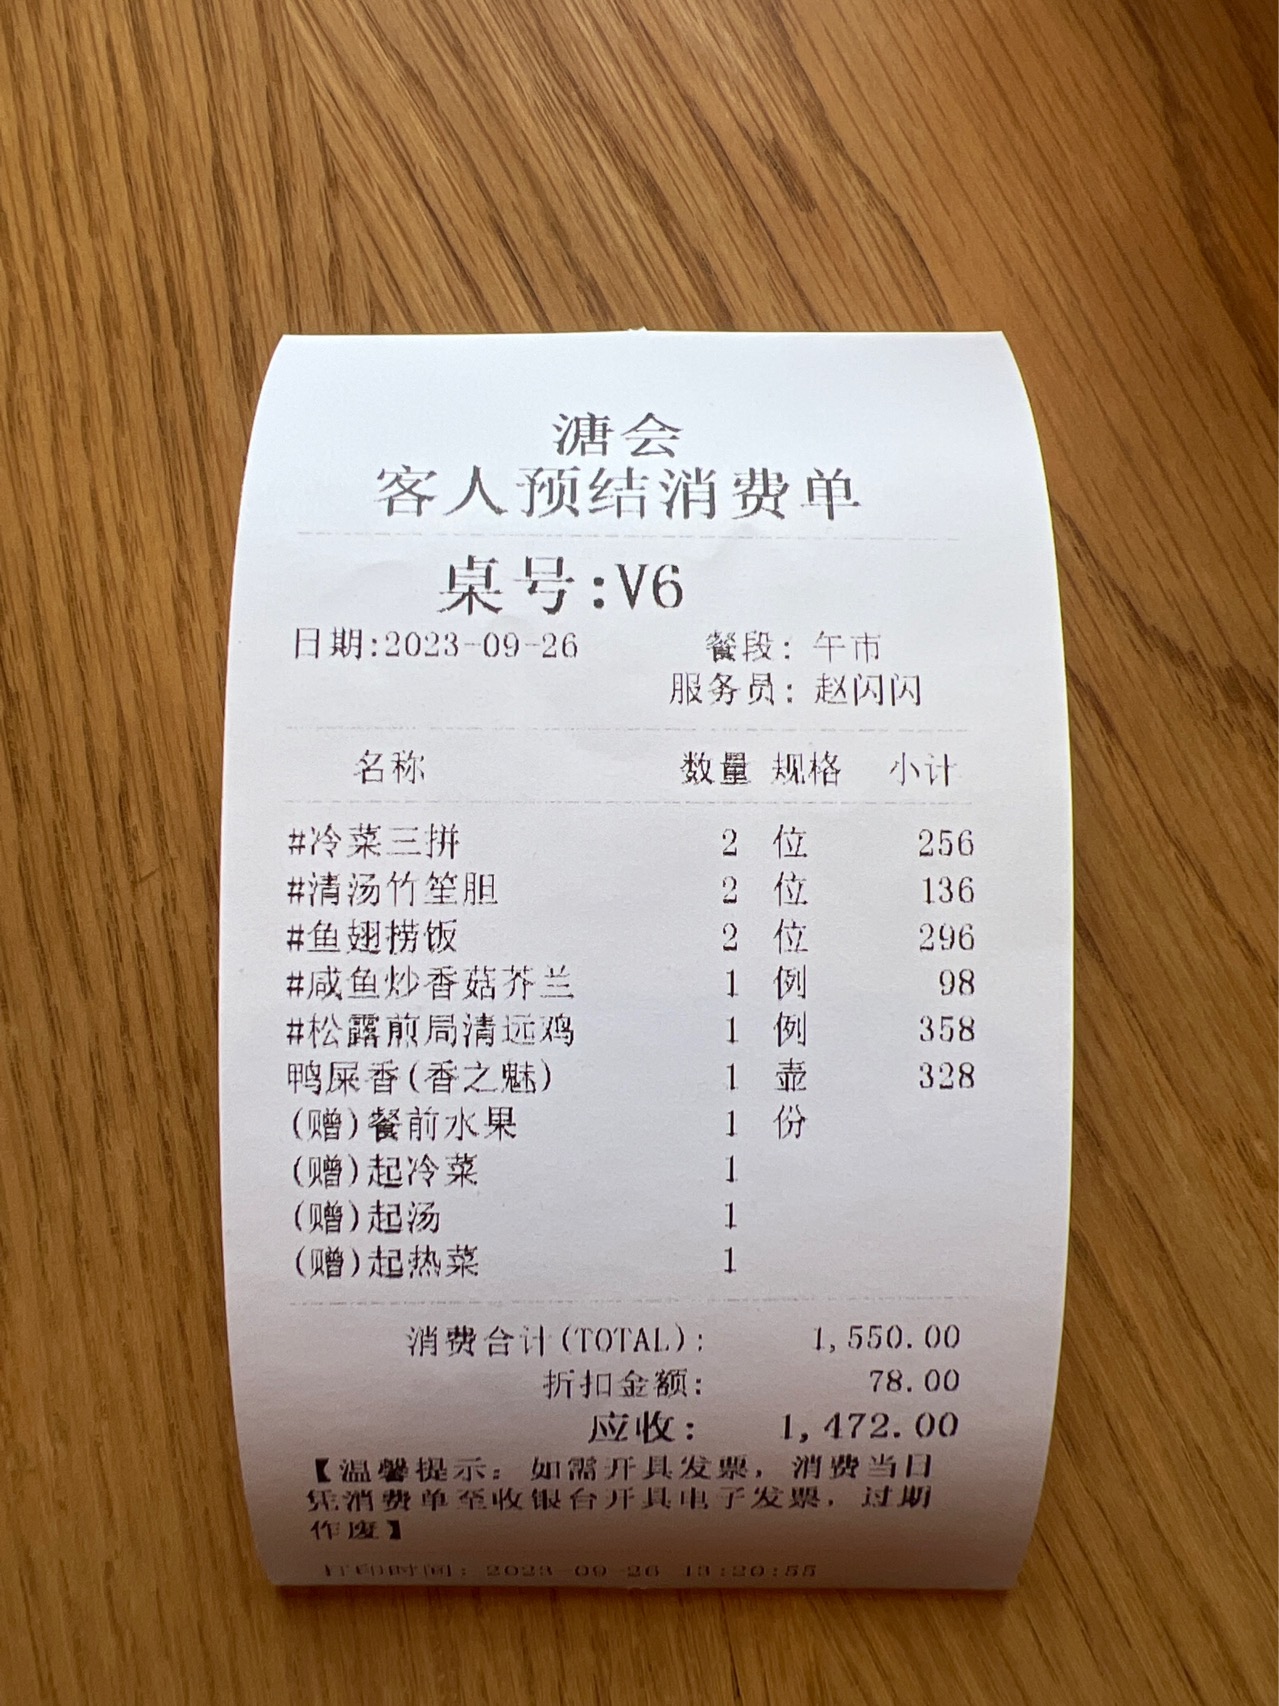 溏会
客人预结消费单
桌号:V6
日期:2023-09-26 餐段: 午市
服务员: 赵闪闪
名称 数量 规格 小计
#冷菜三拼 2 位 256
#清汤竹笙胆 2 位 136
#鱼翅捞饭 2 位 296
#咸鱼炒香菇芥兰 1 例 98
#松露煎局清远鸡 1 例 358
鸭屎香(香之魅) 1 壶 328
(赠)餐前水果 1 份
(赠)起冷菜 1
(赠)起汤 1
(赠)起热菜 1
消费合计(TOTAL): 1,550.00
折扣金额: 78.00
应收: 1,472.00
【温馨提示: 如需开具发票, 消费当日
凭消费单至收银台开具电子发票, 过期
作废】
打印时间: 2023-09-26 13:20:55